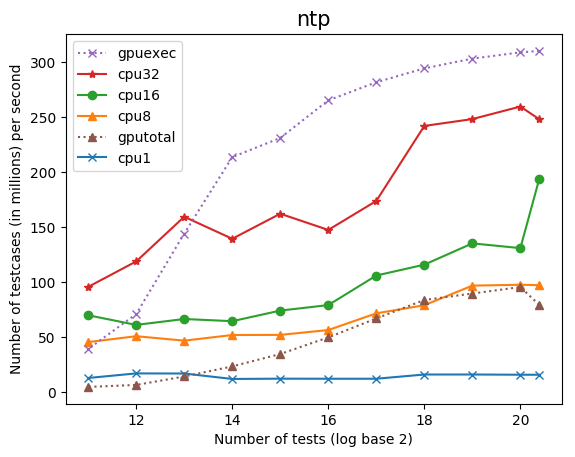 ntp
gpuexec
cpu32
cpu16
cpu8
gputotal
cpu1
Number of testcases (in millions) per second
300
250
200
150
100
50
0
12
14
16
18
20
Number of tests (log base 2)